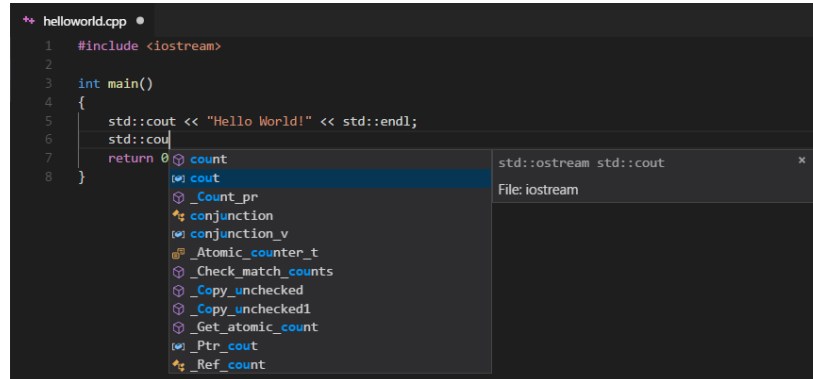 helloworld.cpp
1 #include <iostream>
2
3 int main()
4 {
5 std::cout << "Hello World!" << std::endl;
6 std::cou
7 return 0
8 }
count
cout
_Count_pr
conjunction
conjunction_v
_Atomic_counter_t
_Check_match_counts
_Copy_unchecked
_Copy_unchecked1
_Get_atomic_count
_Ptr_cout
_Ref_count
std::ostream std::cout
File: iostream